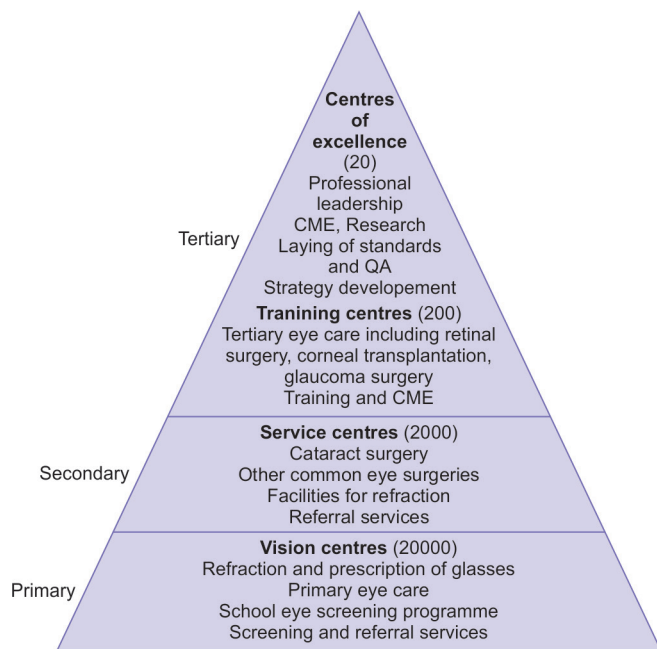 Centres
of
excellence
(20)
Professional
leadership
CME, Research
Tertiary
Laying of standards
and QA
Strategy developement
Tranining centres (200)
Tertiary eye care including retinal
surgery, corneal transplantation,
glaucoma surgery
Training and CME
Service centres (2000)
Cataract surgery
Secondary
Other common eye surgeries
Facilities for refraction
Referral services
Vision centres (20000)
Refraction and prescription of glasses
Primary
Primary eye care
School eye screening programme
Screening and referral services